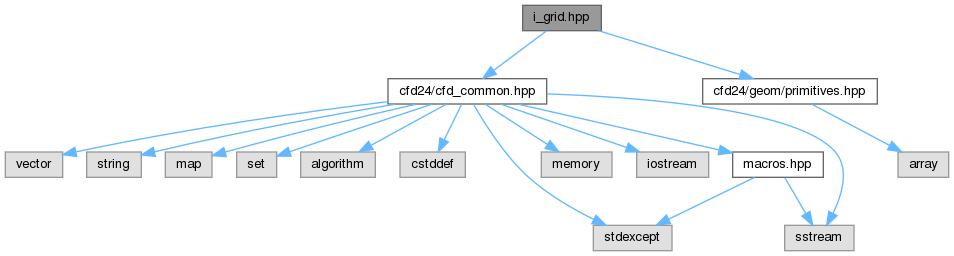 i_grid.hpp
cfd24/cfd_common.hpp
cfd24/geom/primitives.hpp
vector
string
map
set
algorithm
cstddef
memory
iostream
macros.hpp
array
stdexcept
sstream